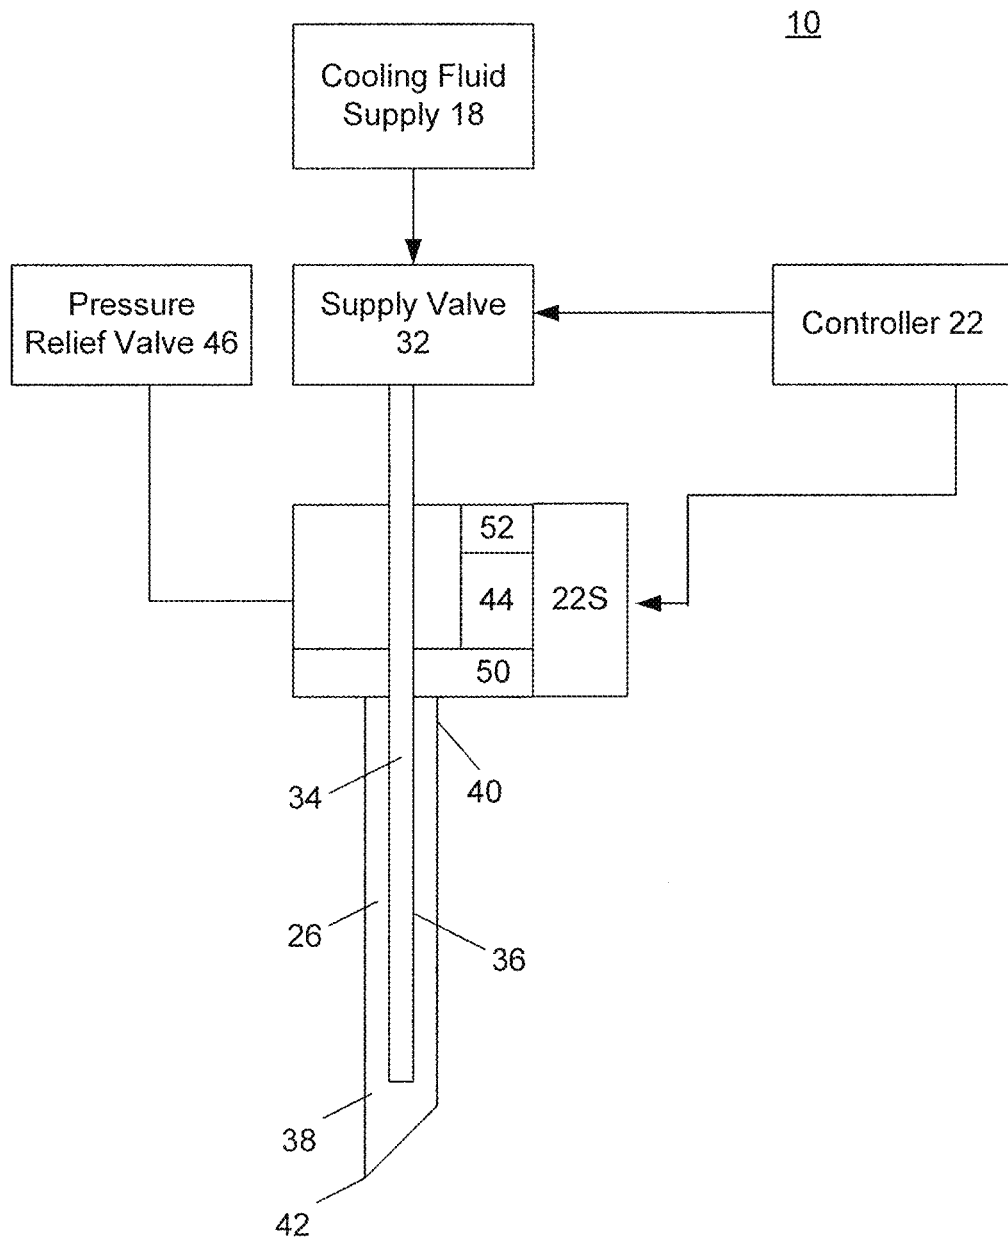 10
Cooling Fluid
Supply 18
Pressure
Relief Valve 46
Supply Valve
32
Controller 22
52
44
22S
50
34
40
26
36
38
42